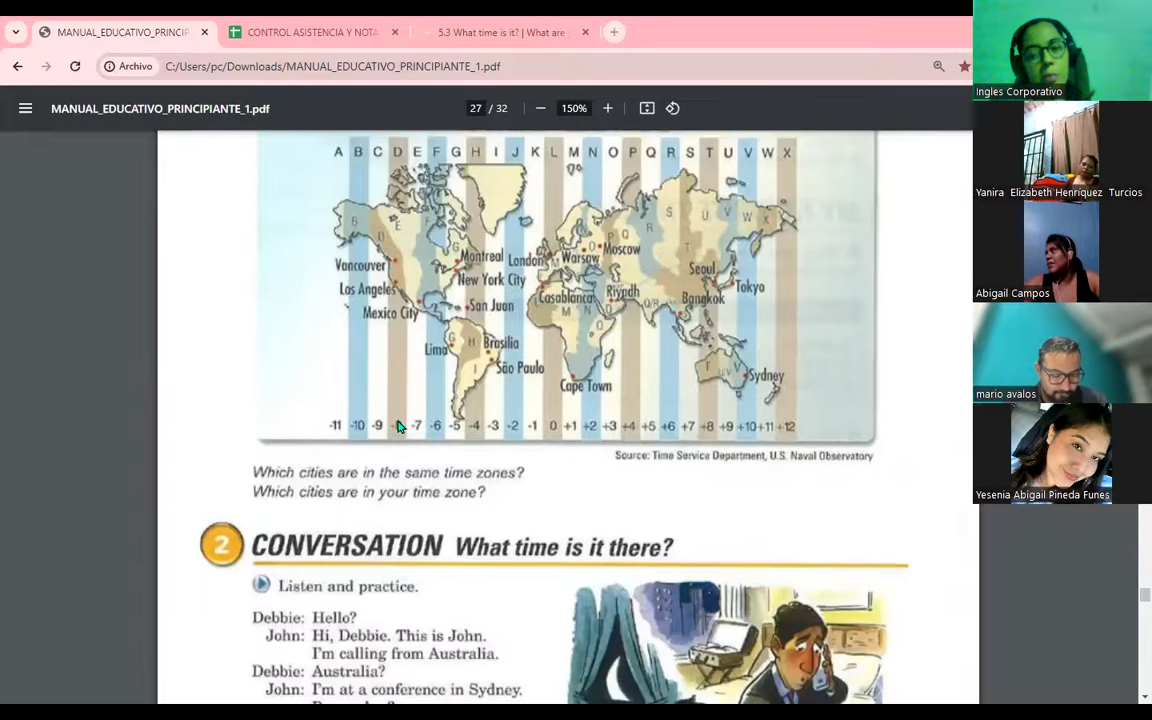 MANUAL_EDUCATIVO_PRINCIP
CONTROL ASISTENCIA Y NOTA
5.3 What time is it? | What are
Archivo
C:/Users/pc/Downloads/MANUAL_EDUCATIVO_PRINCIPIANTE_1.pdf
MANUAL_EDUCATIVO_PRINCIPIANTE_1.pdf
27 / 32
150%
A B C D E F G H I J K L M N O P Q R S T U V W X
Vancouver
Montreal
London
Warsaw
Moscow
Seoul
Los Angeles
New York City
Casablanca
Riyadh
Bangkok
Tokyo
Mexico City
San Juan
Lima
Brasilia
São Paulo
Cape Town
Sydney
-11 -10 -9 -7 -6 -5 -4 -3 -2 -1 0 +1 +2 +3 +4 +5 +6 +7 +8 +9 +10 +11 +12
Source: Time Service Department, U.S. Naval Observatory
Which cities are in the same time zones?
Which cities are in your time zone?
2 CONVERSATION What time is it there?
Listen and practice.
Debbie: Hello?
John: Hi, Debbie. This is John.
I'm calling from Australia.
Debbie: Australia?
John: I'm at a conference in Sydney.
Ingles Corporativo
Yanira Elizabeth Henríquez Turcios
Abigail Campos
mario avalos
Yesenia Abigail Pineda Funes